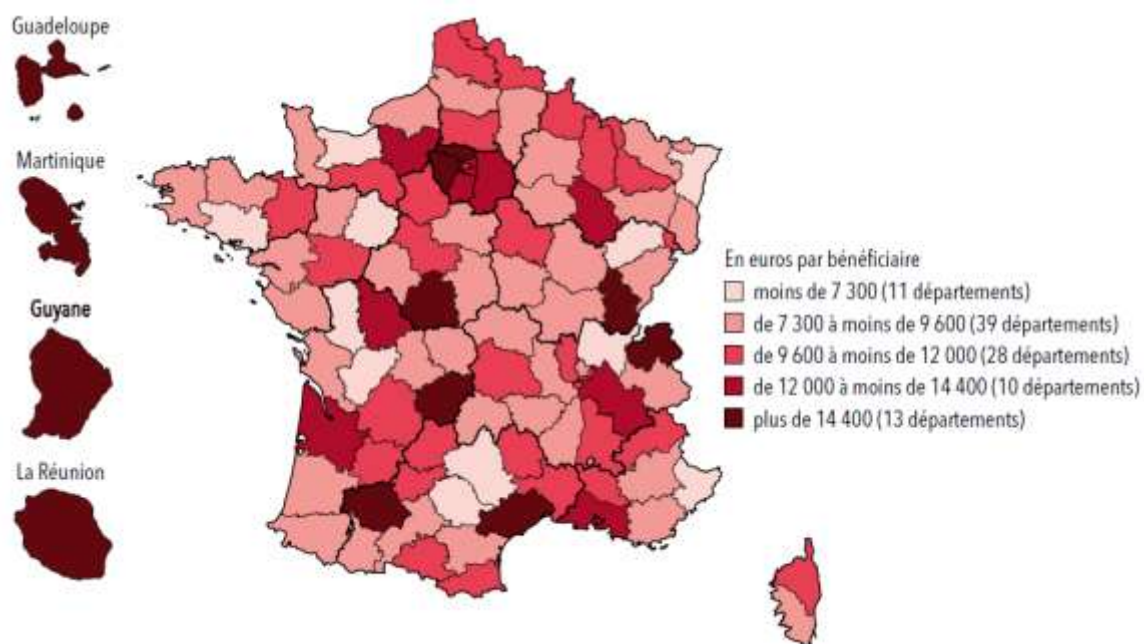 Guadeloupe
Martinique
Guyane
La Réunion
En euros par bénéficiaire
moins de 7 300 (11 départements)
de 7 300 à moins de 9 600 (39 départements)
de 9 600 à moins de 12 000 (28 départements)
de 12 000 à moins de 14 400 (10 départements)
plus de 14 400 (13 départements)